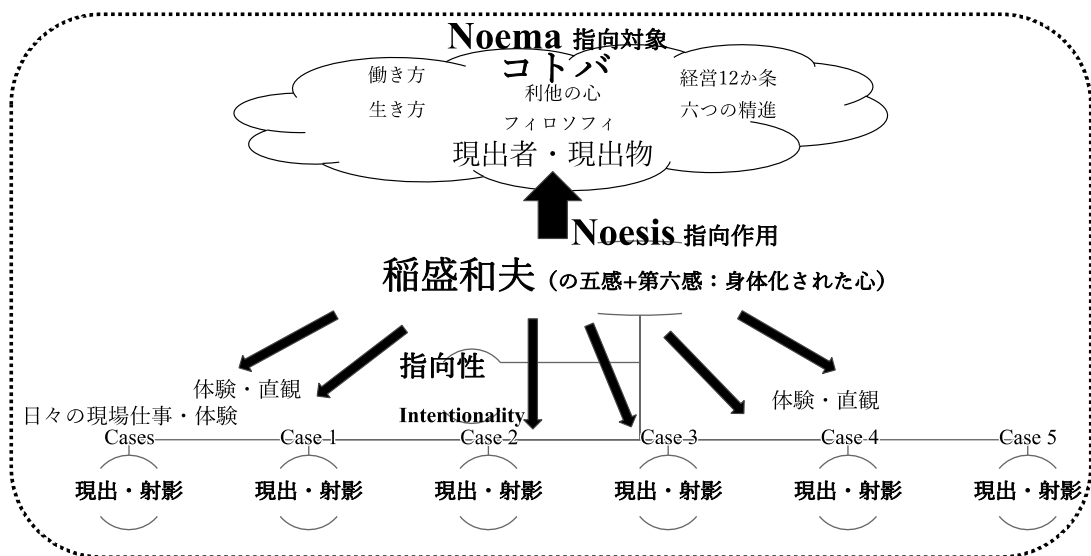 Noema 指向対象
コトバ
働き方
経営12か条
利他の心
生き方
六つの精進
フィロソフィ
現出者・現出物
Noesis 指向作用
稲盛和夫(の五感+第六感:身体化された心)
指向性
体験・直観
体験・直観
日々の現場仕事・体験
Intentionality
Cases
Case 1
Case 2
Case 3
Case 4
Case 5
現出・射影
現出・射影
現出・射影
現出・射影
現出・射影
現出・射影